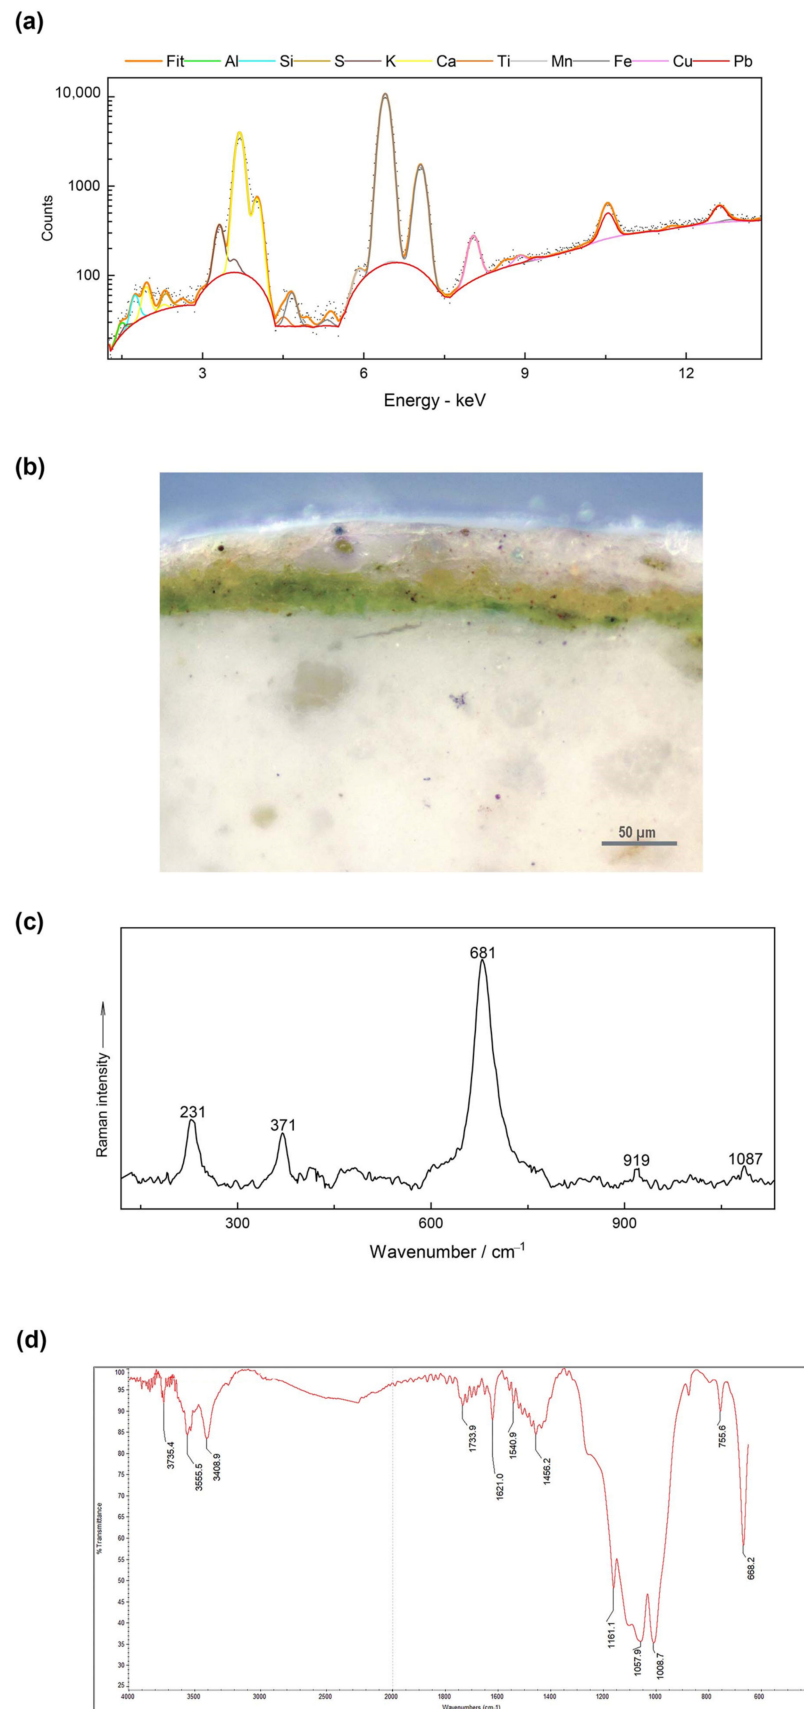 (a)
Fit Al Si S K Ca Ti Mn Fe Cu Pb
10,000
1000
100
Counts
3 6 9 12
Energy - keV
(b)
50 µm
(c)
681
231
371
919
1087
Raman intensity
300 600 900
Wavenumber / cm⁻¹
(d)
100
95
90
85
80
75
70
65
60
55
50
45
40
35
30
25
%Transmittance
3735.4
3555.5
3408.9
1733.9
1621.0
1540.9
1456.2
1161.1
1057.9
1008.7
755.6
668.2
4000 3500 3000 2500 2000 1800 1600 1400 1200 1000 800 600
Wavenumbers (cm-1)